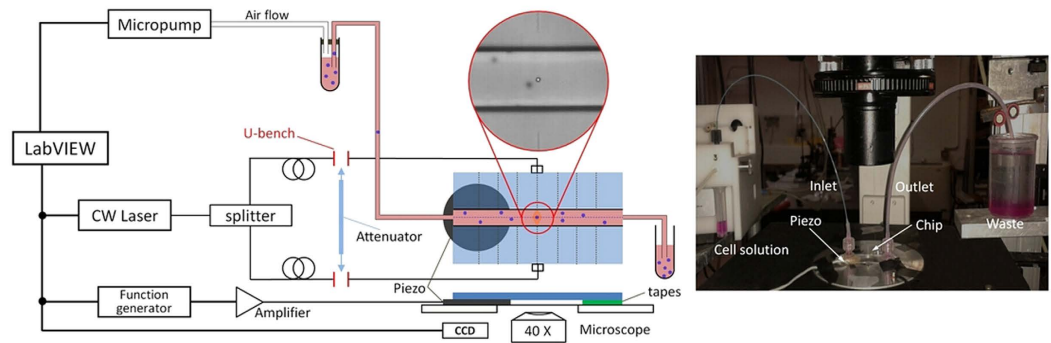 Micropump
Air flow
U-bench
LabVIEW
CW Laser
splitter
Attenuator
Piezo
Function
generator
Amplifier
CCD
40 X
tapes
Microscope
Inlet
Outlet
Piezo
Chip
Cell solution
Waste